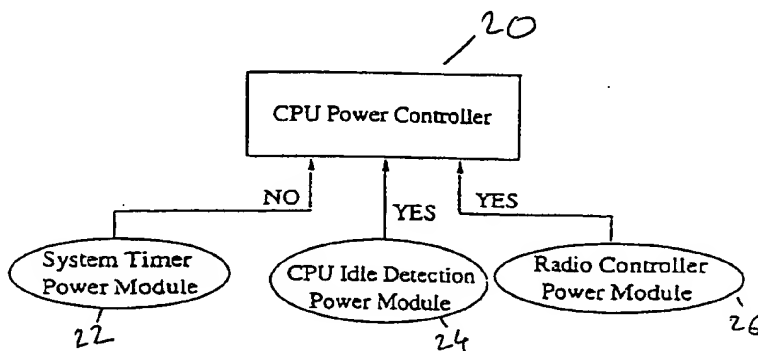 20
CPU Power Controller
NO
YES
YES
System Timer
Power Module
CPU Idle Detection
Power Module
Radio Controller
Power Module
22
24
26